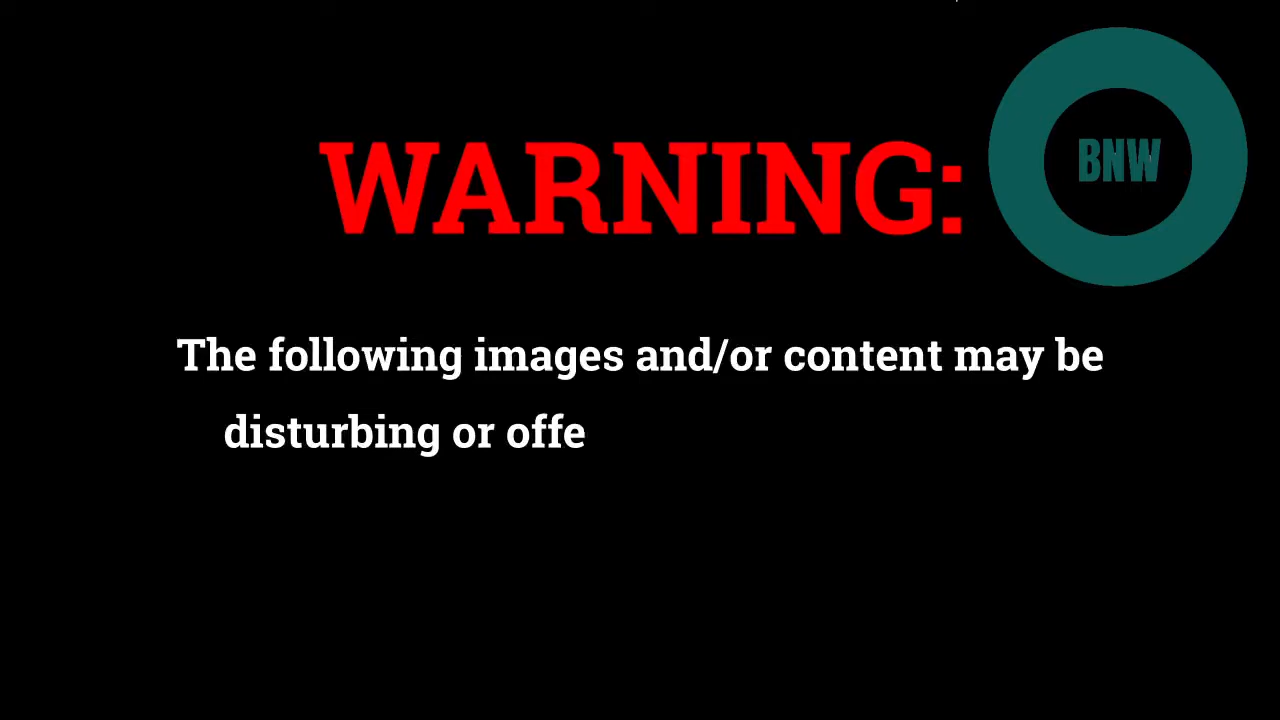 WARNING:
BNW
The following images and/or content may be
disturbing or offe